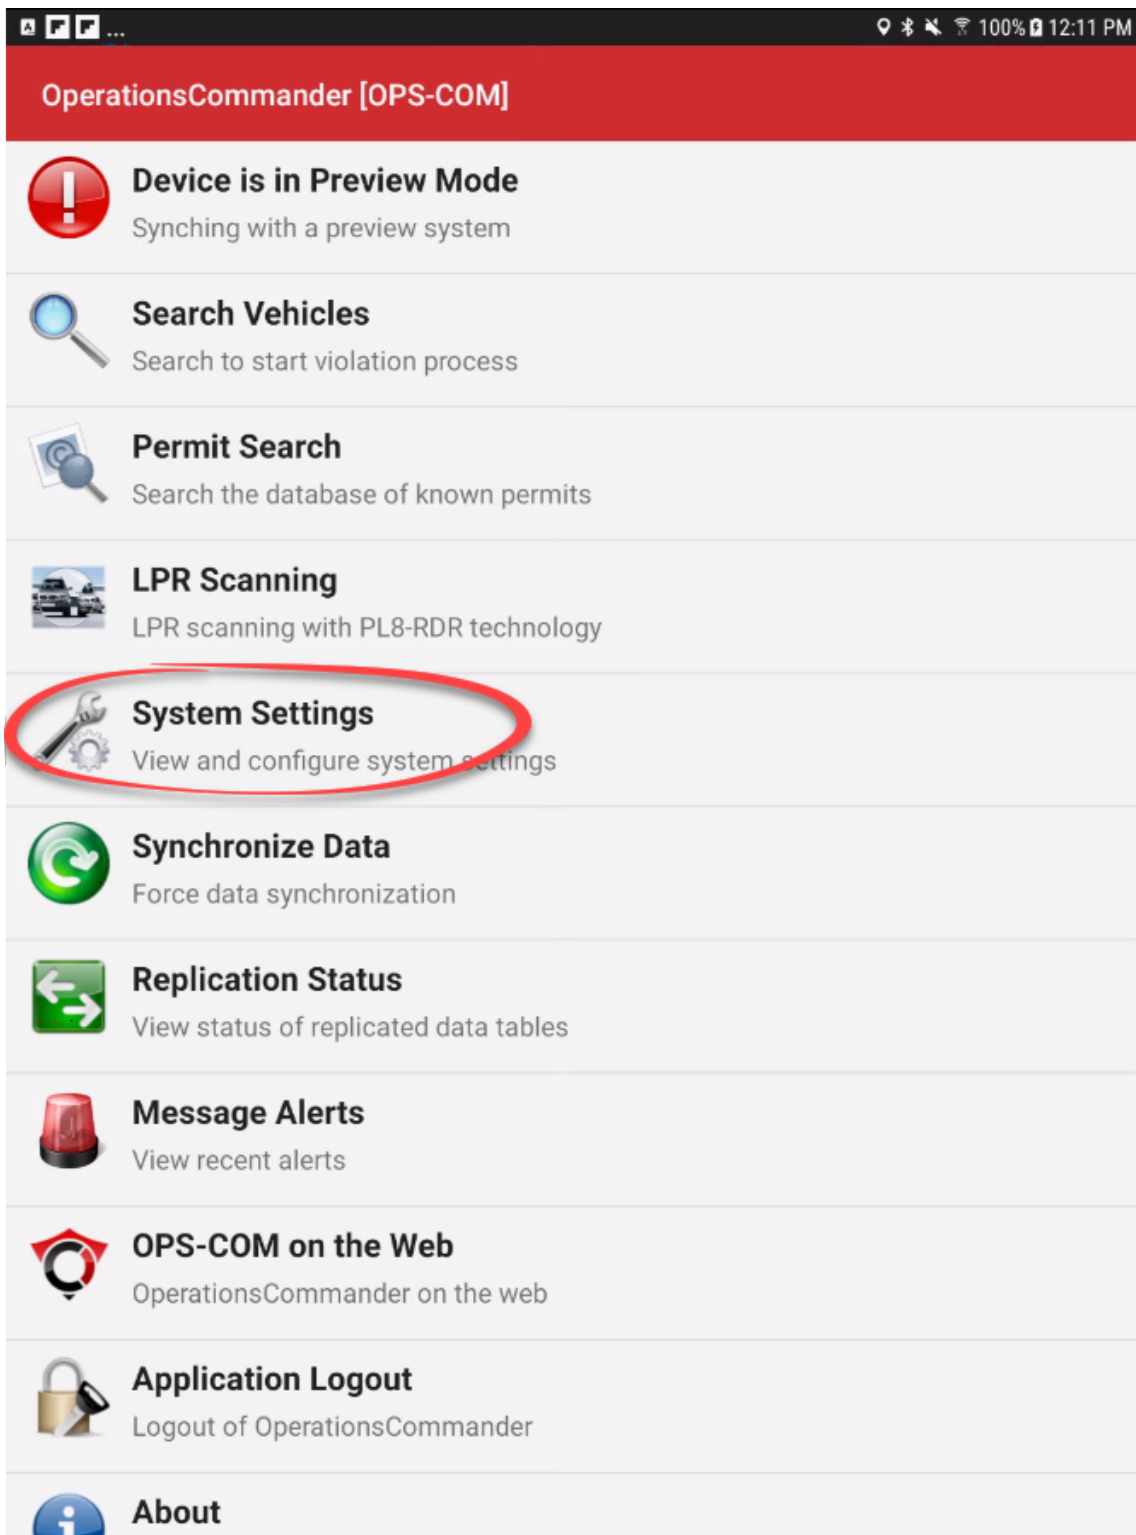 ... 100% 12:11 PM
OperationsCommander [OPS-COM]
Device is in Preview Mode
Synching with a preview system
Search Vehicles
Search to start violation process
Permit Search
Search the database of known permits
LPR Scanning
LPR scanning with PL8-RDR technology
System Settings
View and configure system settings
Synchronize Data
Force data synchronization
Replication Status
View status of replicated data tables
Message Alerts
View recent alerts
OPS-COM on the Web
OperationsCommander on the web
Application Logout
Logout of OperationsCommander
About